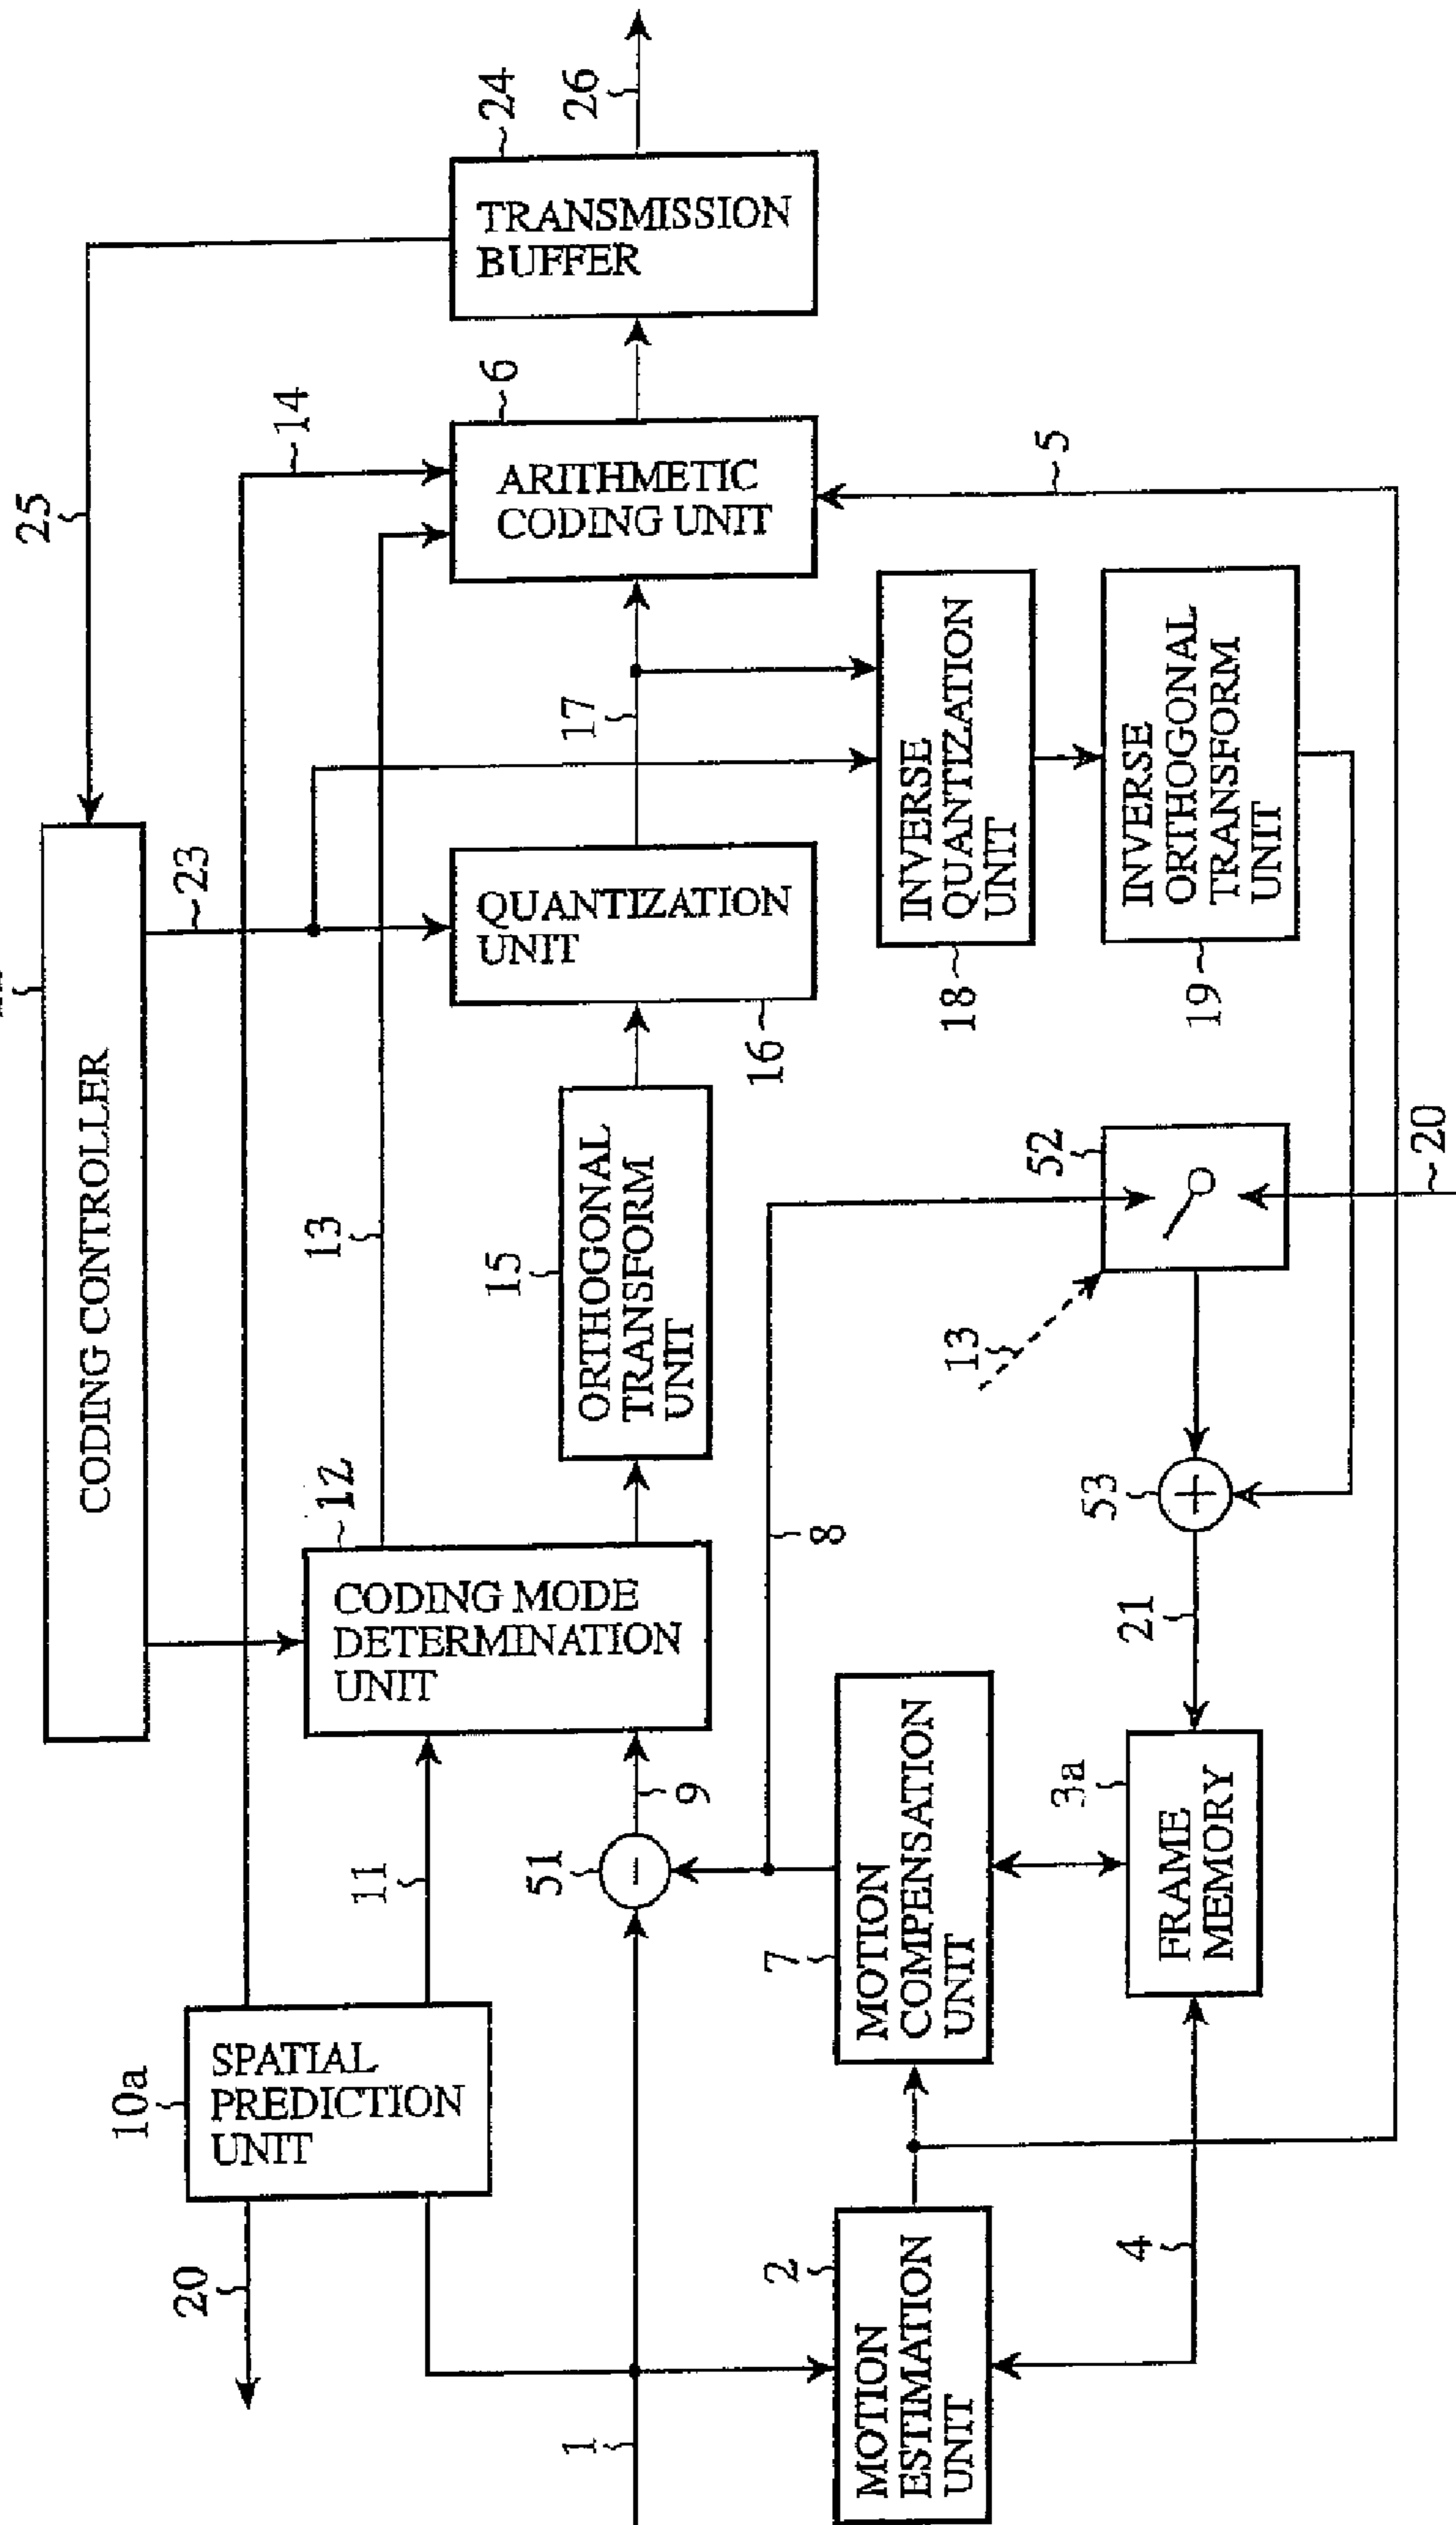 CODING CONTROLLER
25
23
14
13
10a
SPATIAL
PREDICTION
UNIT
20
11
12
CODING MODE
DETERMINATION
UNIT
15
ORTHOGONAL
TRANSFORM
UNIT
16
QUANTIZATION
UNIT
17
6
ARITHMETIC
CODING UNIT
24
TRANSMISSION
BUFFER
26
1
51
9
8
2
MOTION
ESTIMATION
UNIT
7
MOTION
COMPENSATION
UNIT
18
INVERSE
QUANTIZATION
UNIT
19
INVERSE
ORTHOGONAL
TRANSFORM
UNIT
5
4
3a
FRAME
MEMORY
21
53
13
52
20